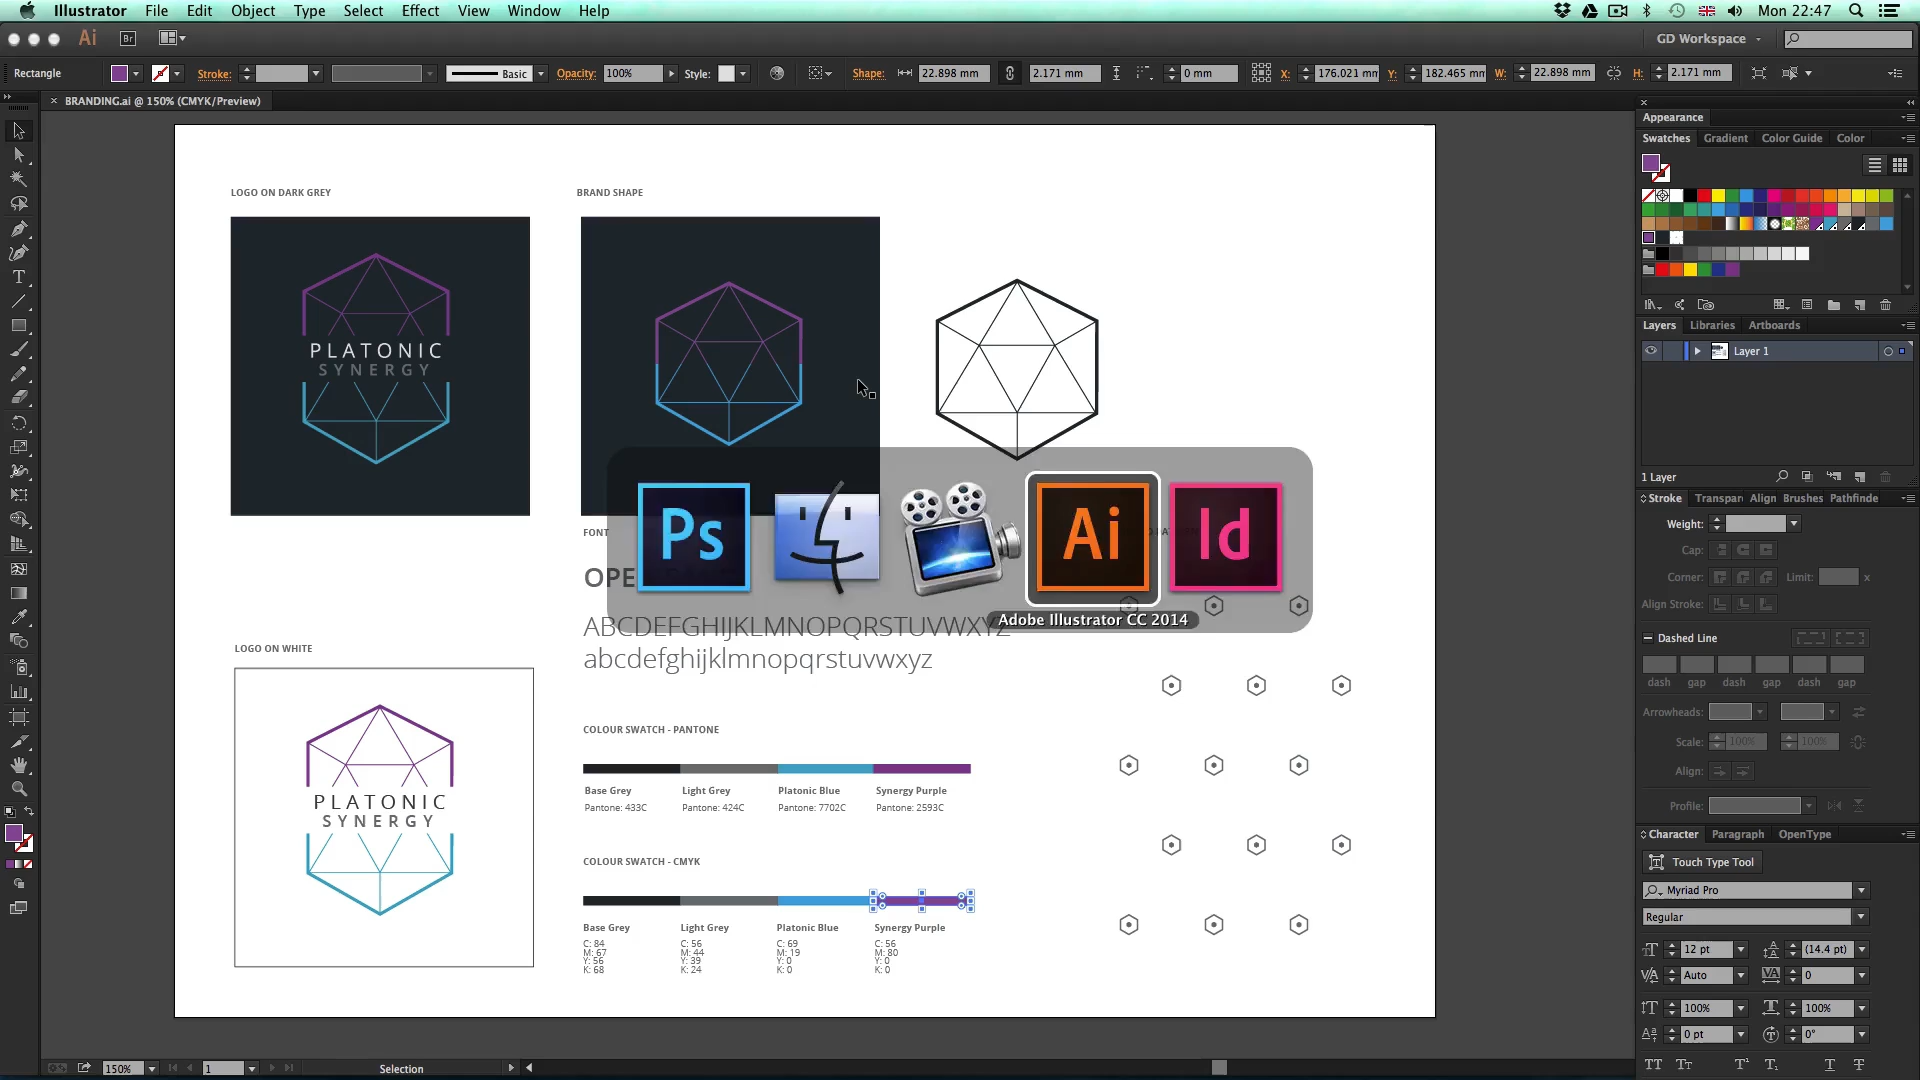 Illustrator File Edit Object Type Select Effect View Window Help
Mon 22:47
Ai Br
GD Workspace
Rectangle
Stroke:
Basic
Opacity: 100%
Style:
Shape: 22.898 mm 2.171 mm 0 mm
X: 176.021 mm Y: 182.465 mm W: 22.898 mm H: 2.171 mm
BRANDING.ai @ 150% (CMYK/Preview)
LOGO ON DARK GREY
BRAND SHAPE
PLATONIC
SYNERGY
FONT
OPE
ABCDEFGHIJKLMNOPQRSTUVWXYZ
abcdefghijklmnopqrstuvwxyz
Ps Ai Id
Adobe Illustrator CC 2014
LOGO ON WHITE
PLATONIC
SYNERGY
COLOUR SWATCH - PANTONE
Base Grey Light Grey Platonic Blue Synergy Purple
Pantone: 433C Pantone: 424C Pantone: 7702C Pantone: 2593C
COLOUR SWATCH - CMYK
Base Grey Light Grey Platonic Blue Synergy Purple
C: 84 C: 56 C: 69 C: 56
M: 67 M: 44 M: 19 M: 80
Y: 56 Y: 39 Y: 0 Y: 0
K: 68 K: 24 K: 0 K: 0
Appearance
Swatches Gradient Color Guide Color
Layers Libraries Artboards
Layer 1
1 Layer
Stroke Transpar Align Brushes Pathfinde
Weight:
Cap:
Corner: Limit: x
Align Stroke:
Dashed Line
dash gap dash gap dash gap
Arrowheads:
Scale: 100% 100%
Align:
Profile:
Character Paragraph OpenType
Touch Type Tool
Myriad Pro
Regular
12 pt (14.4 pt)
Auto 0
100% 100%
0 pt 0°
150% 1 Selection